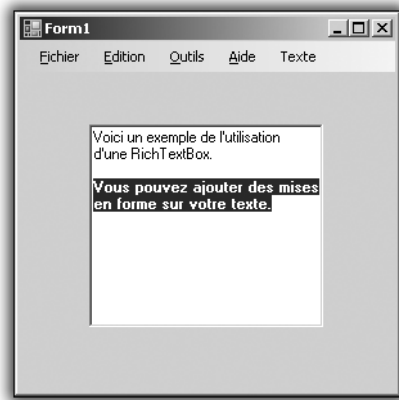 Form1
Fichier Edition Outils Aide Texte
Voici un exemple de l'utilisation
d'une RichTextBox.
Vous pouvez ajouter des mises
en forme sur votre texte.